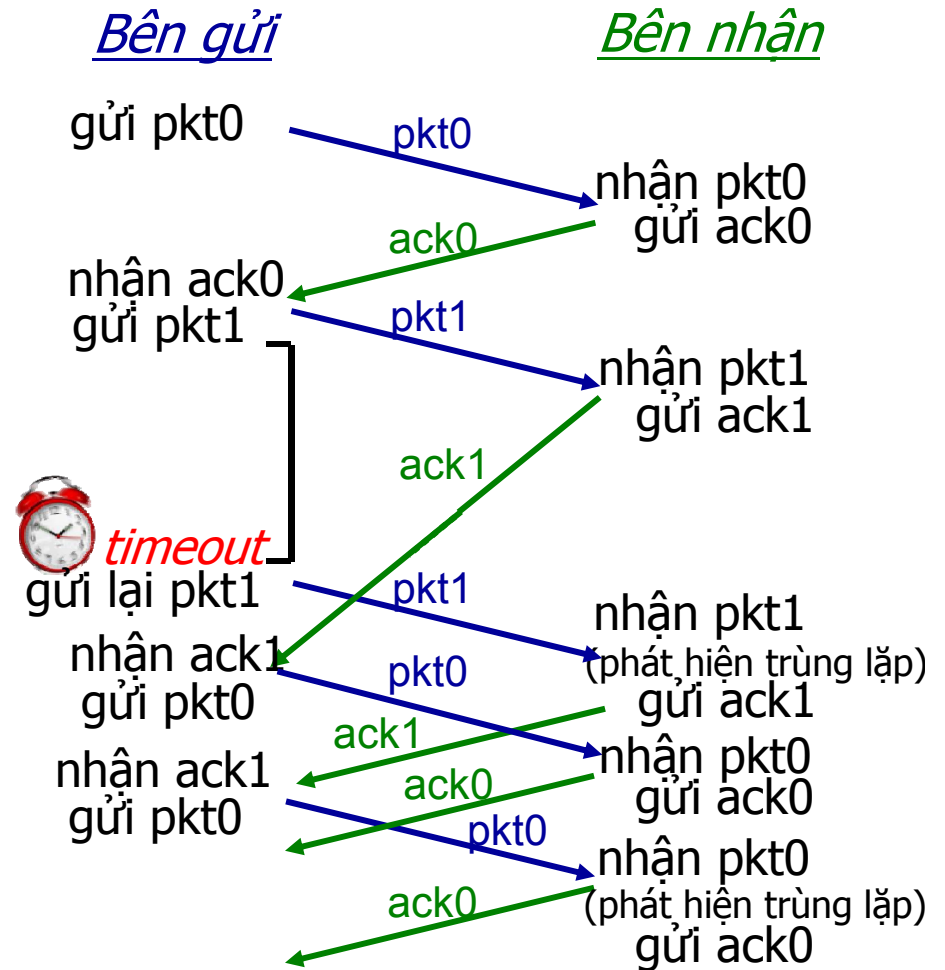 Bên gửi
Bên nhận
gửi pkt0
pkt0
nhận pkt0
gửi ack0
ack0
nhận ack0
gửi pkt1
pkt1
nhận pkt1
gửi ack1
ack1
timeout
gửi lại pkt1
pkt1
nhận pkt1
(phát hiện trùng lặp)
gửi ack1
nhận ack1
gửi pkt0
pkt0
ack1
nhận pkt0
gửi ack0
nhận ack1
gửi pkt0
ack0
pkt0
nhận pkt0
(phát hiện trùng lặp)
gửi ack0
ack0